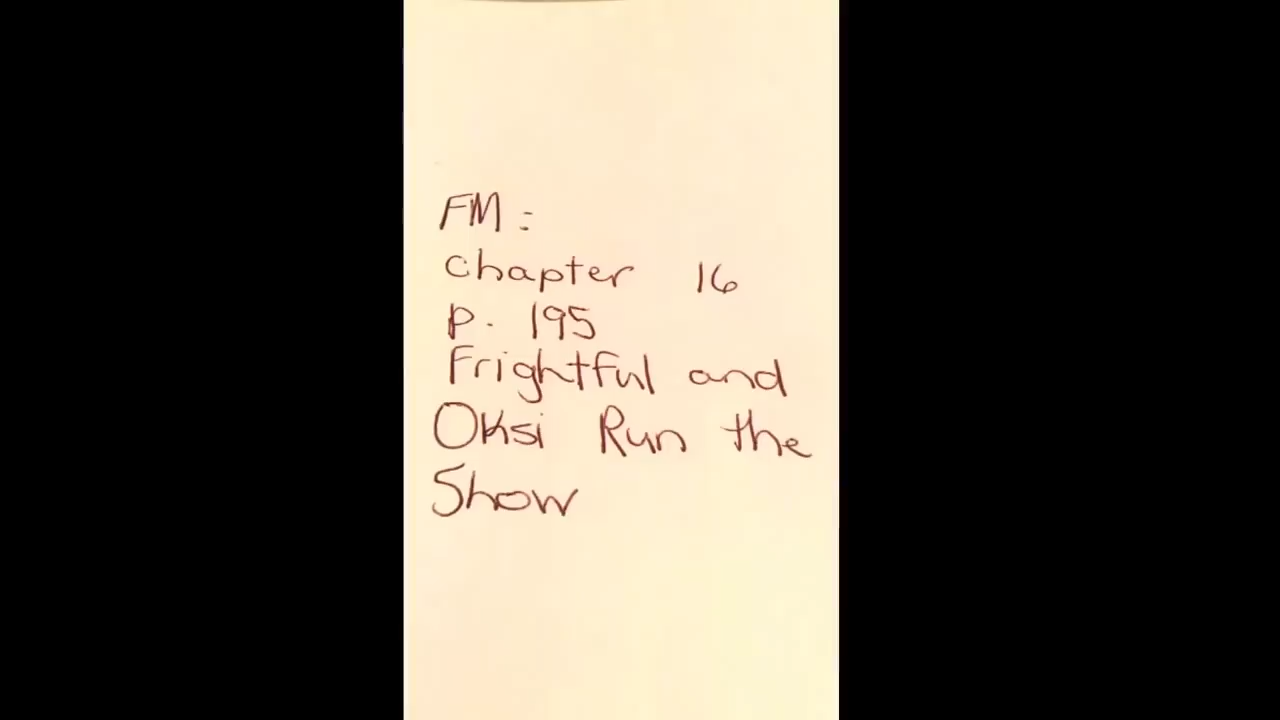 FM:
chapter 16
p. 195
Frightful and
Oksi Run the
Show